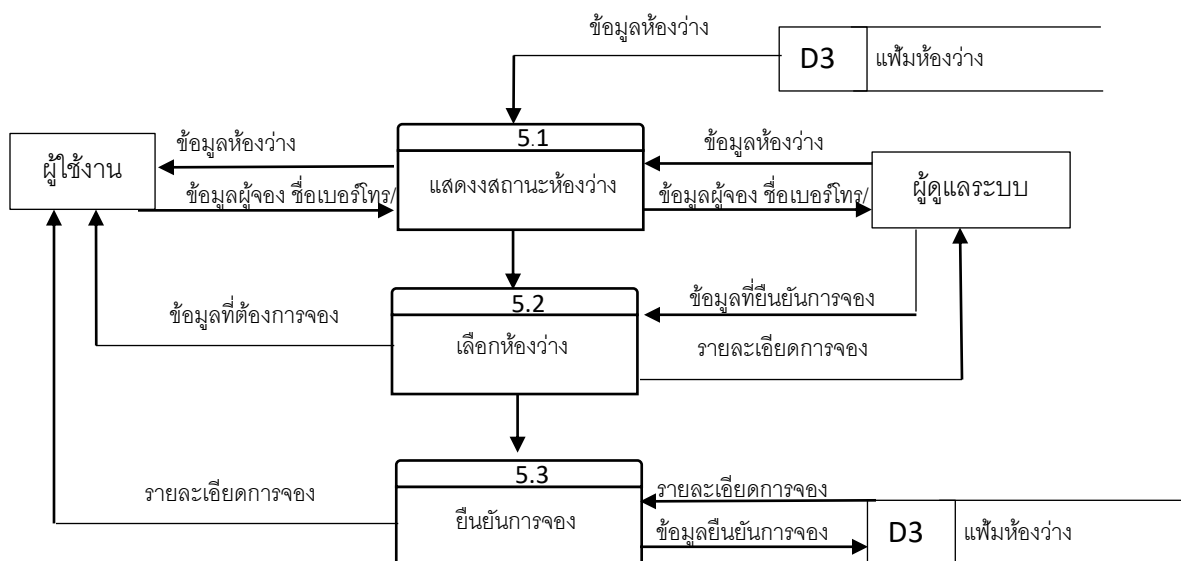 ข้อมูลห้องว่าง
D3 แฟ้มห้องว่าง
5.1
แสดงงสถานะห้องว่าง
ผู้ใช้งาน
ข้อมูลห้องว่าง
ข้อมูลผู้จอง ชื่อเบอร์โทร/
ข้อมูลห้องว่าง
ข้อมูลผู้จอง ชื่อเบอร์โทร/
ผู้ดูแลระบบ
5.2
เลือกห้องว่าง
ข้อมูลที่ต้องการจอง
ข้อมูลที่ยืนยันการจอง
รายละเอียดการจอง
5.3
ยืนยันการจอง
รายละเอียดการจอง
รายละเอียดการจอง
ข้อมูลยืนยันการจอง
D3 แฟ้มห้องว่าง